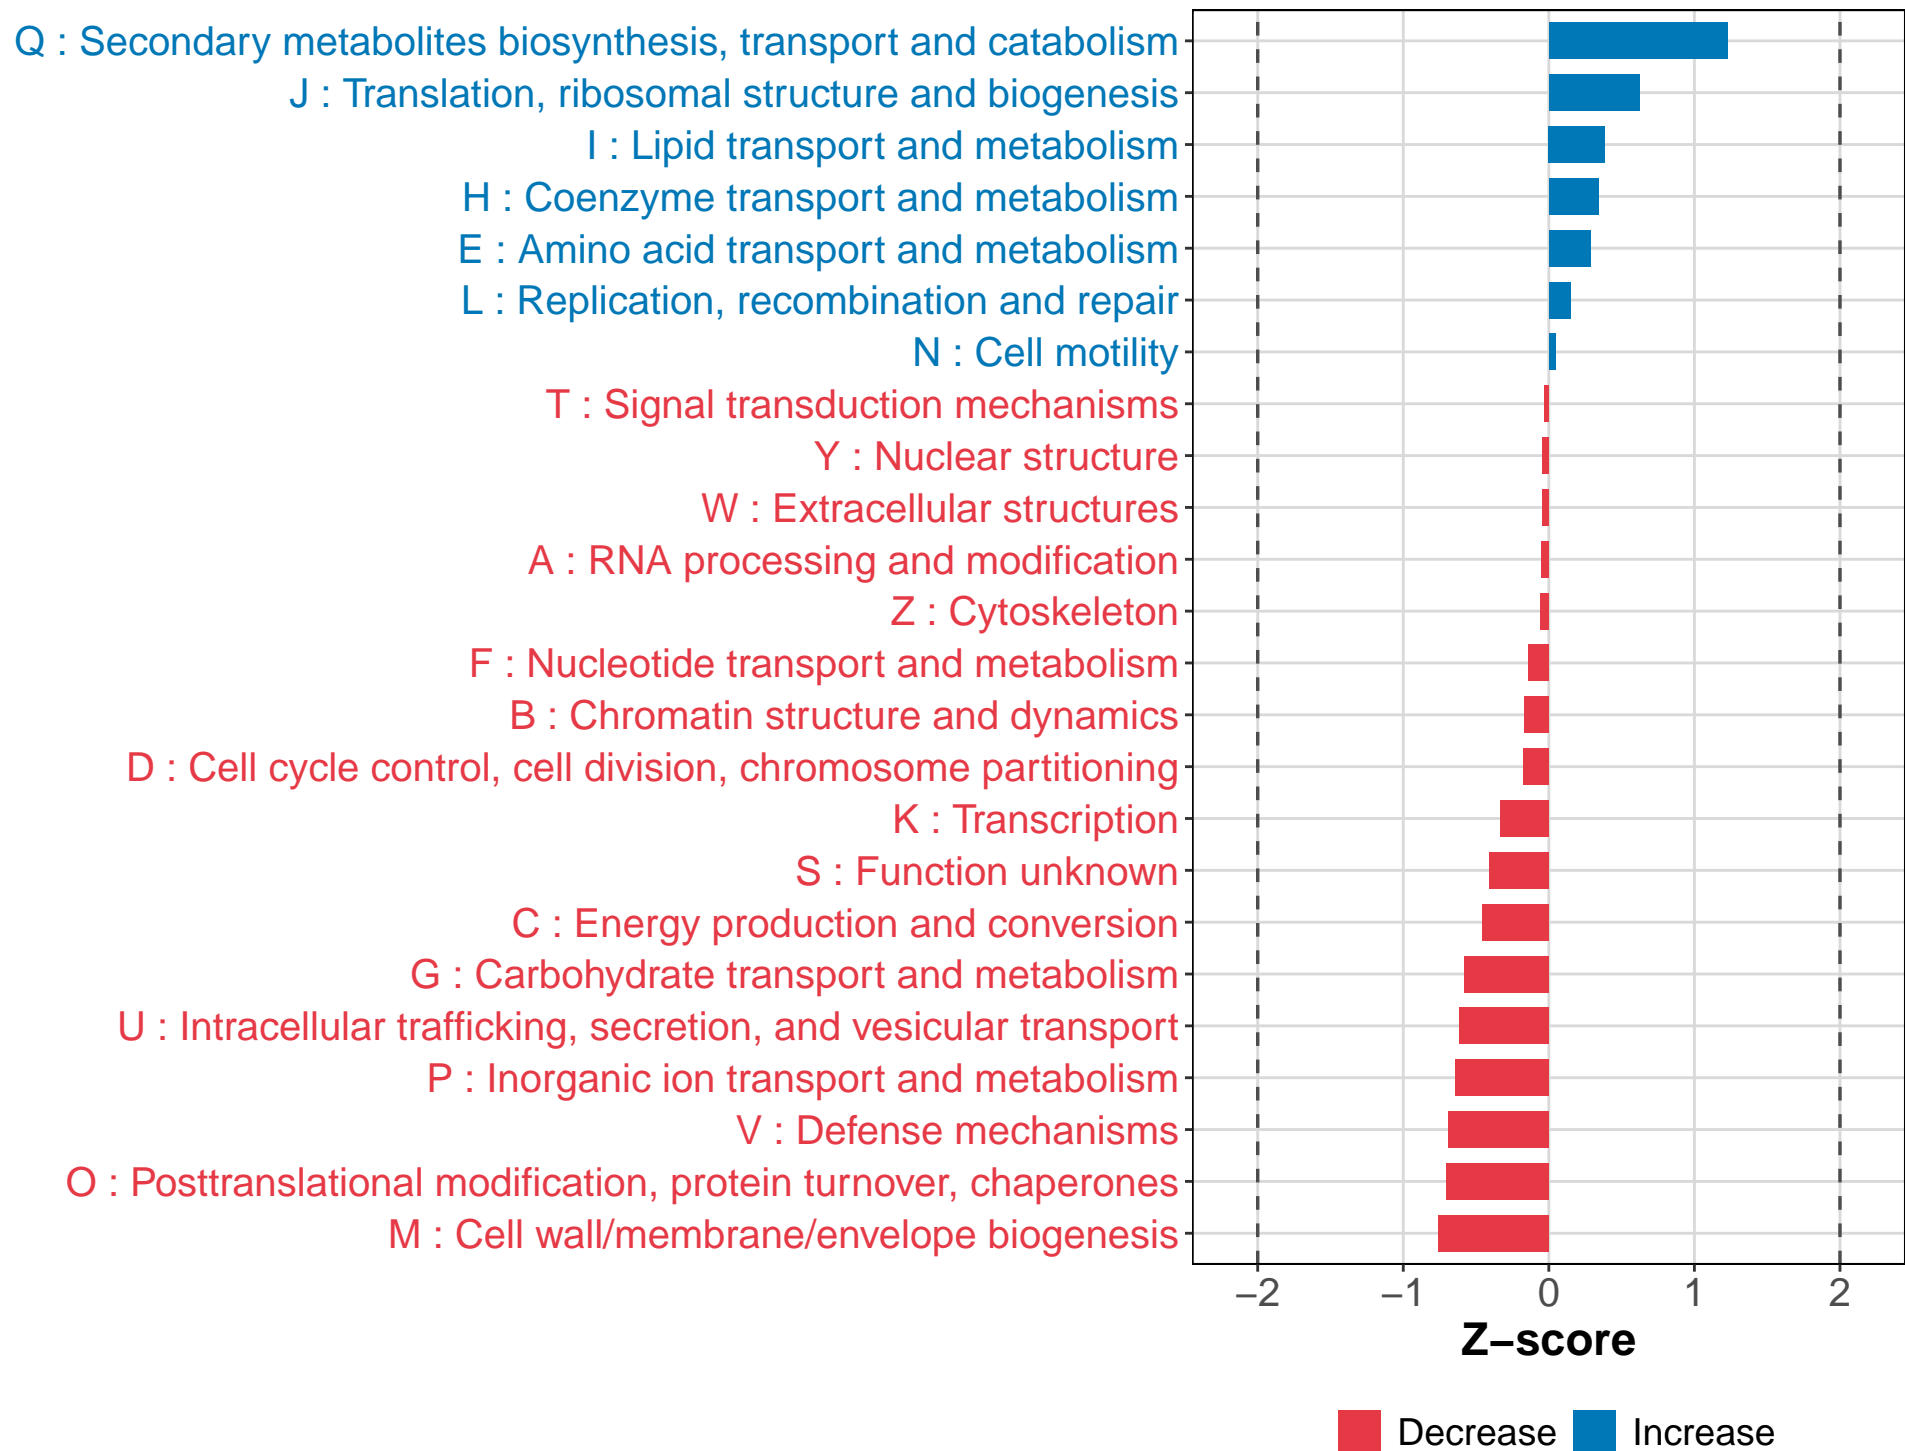 Q : Secondary metabolites biosynthesis, transport and catabolism
J : Translation, ribosomal structure and biogenesis
I : Lipid transport and metabolism
H : Coenzyme transport and metabolism
E : Amino acid transport and metabolism
L : Replication, recombination and repair
N : Cell motility
T : Signal transduction mechanisms
Y : Nuclear structure
W : Extracellular structures
A : RNA processing and modification
Z : Cytoskeleton
F : Nucleotide transport and metabolism
B : Chromatin structure and dynamics
D : Cell cycle control, cell division, chromosome partitioning
K : Transcription
S : Function unknown
C : Energy production and conversion
G : Carbohydrate transport and metabolism
U : Intracellular trafficking, secretion, and vesicular transport
P : Inorganic ion transport and metabolism
V : Defense mechanisms
O : Posttranslational modification, protein turnover, chaperones
M : Cell wall/membrane/envelope biogenesis
−2 −1 0 1 2
Z−score
Decrease Increase